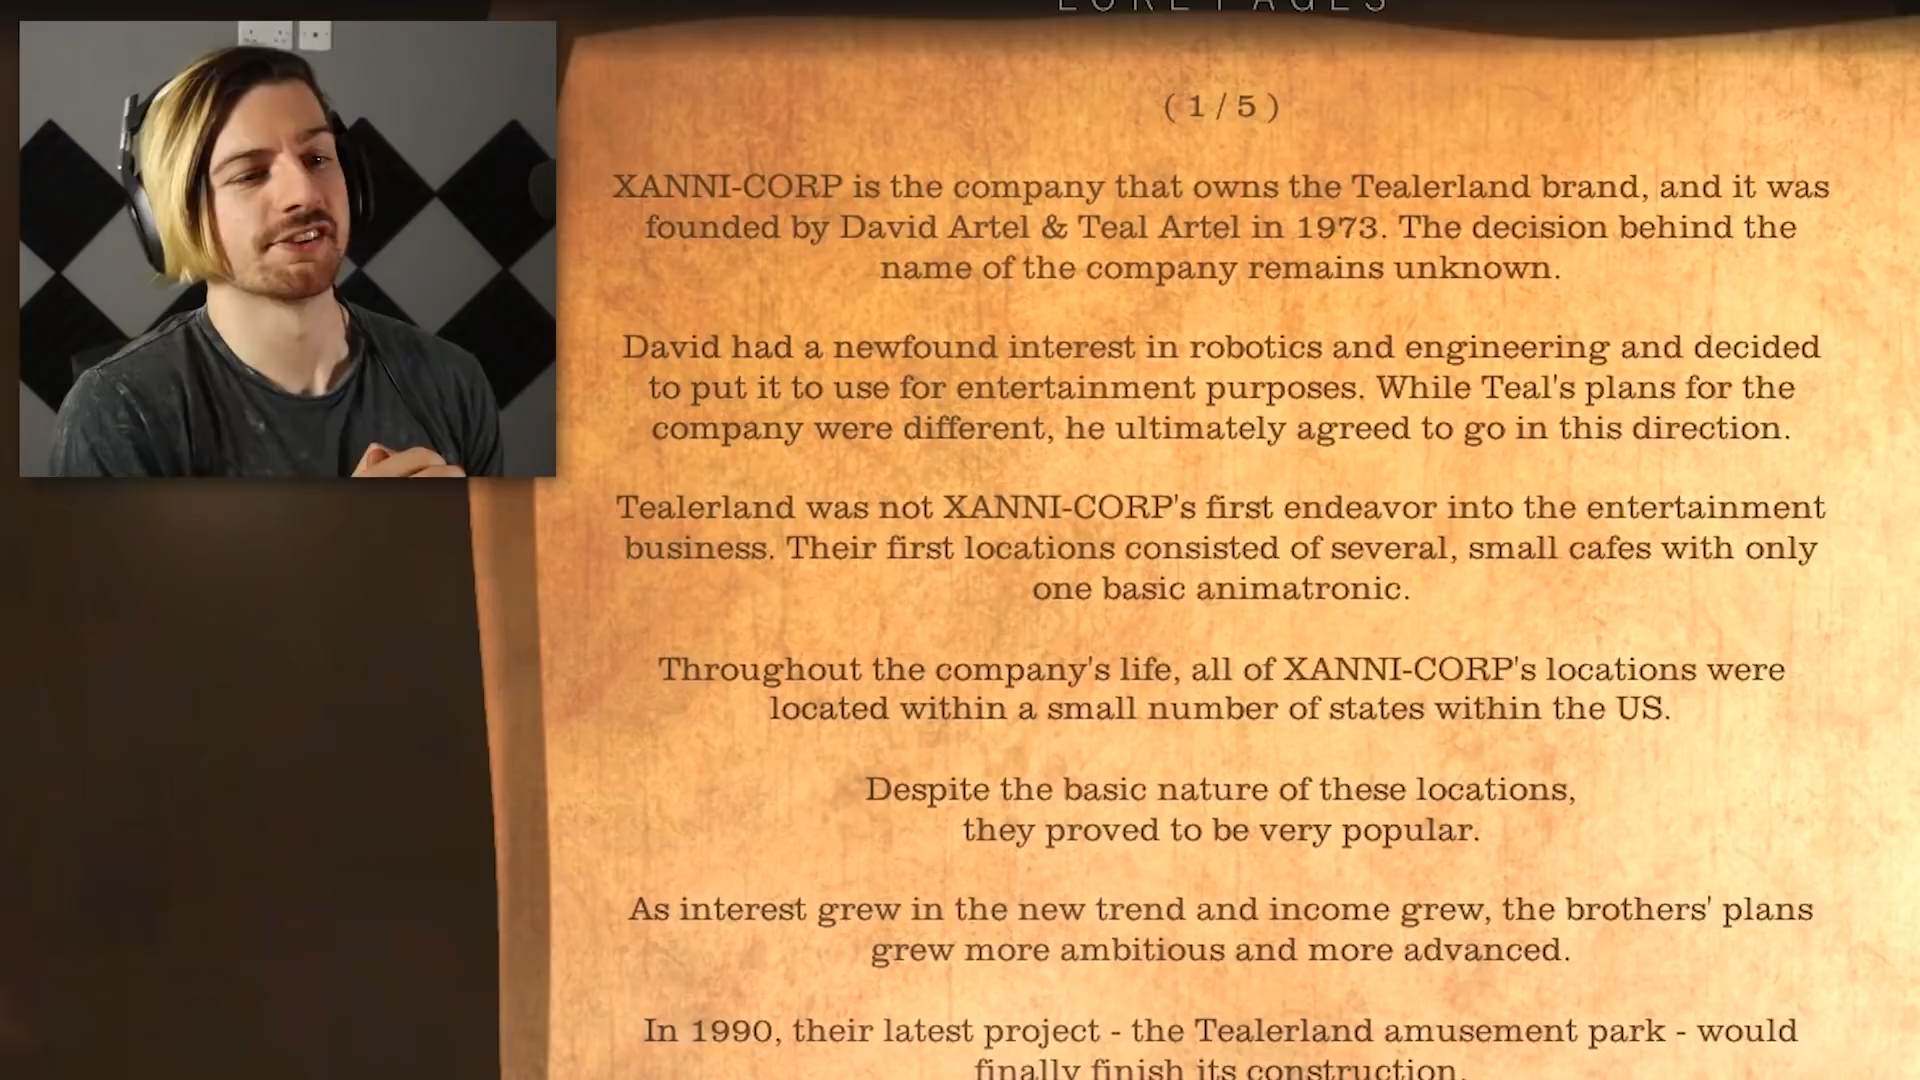 LORE PAGES
( 1 / 5 )
XANNI-CORP is the company that owns the Tealerland brand, and it was
founded by David Artel & Teal Artel in 1973. The decision behind the
name of the company remains unknown.
David had a newfound interest in robotics and engineering and decided
to put it to use for entertainment purposes. While Teal's plans for the
company were different, he ultimately agreed to go in this direction.
Tealerland was not XANNI-CORP's first endeavor into the entertainment
business. Their first locations consisted of several, small cafes with only
one basic animatronic.
Throughout the company's life, all of XANNI-CORP's locations were
located within a small number of states within the US.
Despite the basic nature of these locations,
they proved to be very popular.
As interest grew in the new trend and income grew, the brothers' plans
grew more ambitious and more advanced.
In 1990, their latest project - the Tealerland amusement park - would
finally finish its construction.